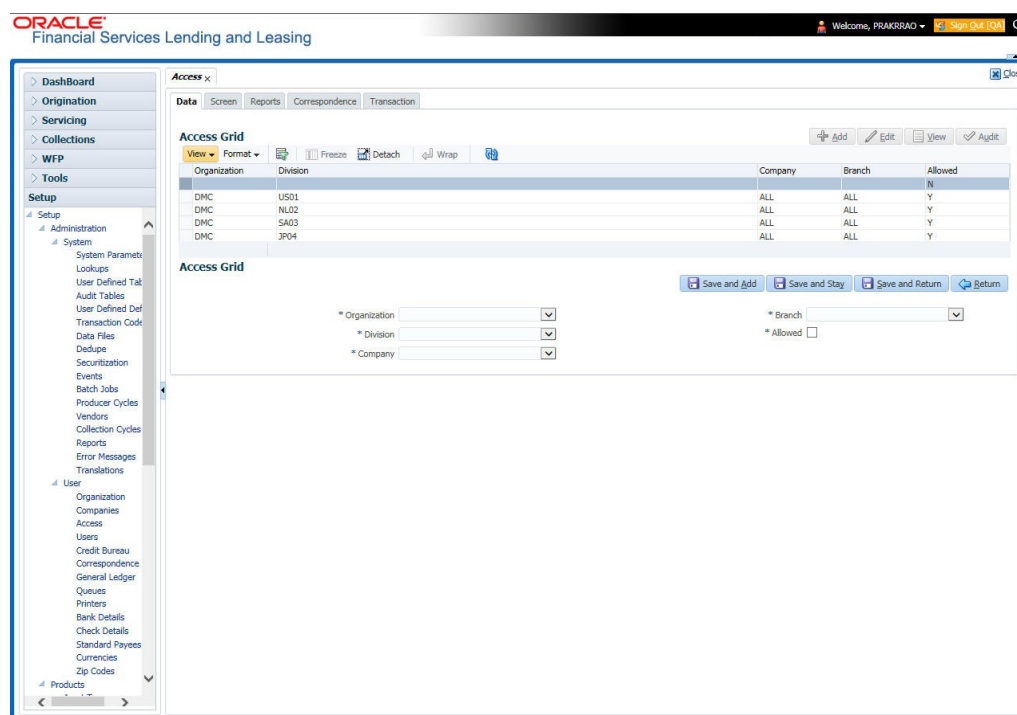 ORACLE
Financial Services Lending and Leasing
Welcome, PRAKRRAO
Sign Out [QA]
DashBoard
Origination
Servicing
Collections
WFP
Tools
Setup
Setup
Administration
System
System Paramete
Lookups
User Defined Tab
Audit Tables
User Defined Def
Transaction Code
Data Files
Dedupe
Securitization
Events
Batch Jobs
Producer Cycles
Vendors
Collection Cycles
Reports
Error Messages
Translations
User
Organization
Companies
Access
Users
Credit Bureau
Correspondence
General Ledger
Queues
Printers
Bank Details
Check Details
Standard Payees
Currencies
Zip Codes
Products
Access x
Clo
Data Screen Reports Correspondence Transaction
Access Grid
Add Edit View Audit
View Format Freeze Detach Wrap
Organization Division Company Branch Allowed
N
DMC US01 ALL ALL Y
DMC NL02 ALL ALL Y
DMC SA03 ALL ALL Y
DMC JP04 ALL ALL Y
Access Grid
Save and Add Save and Stay Save and Return Return
* Organization
* Division
* Company
* Branch
* Allowed